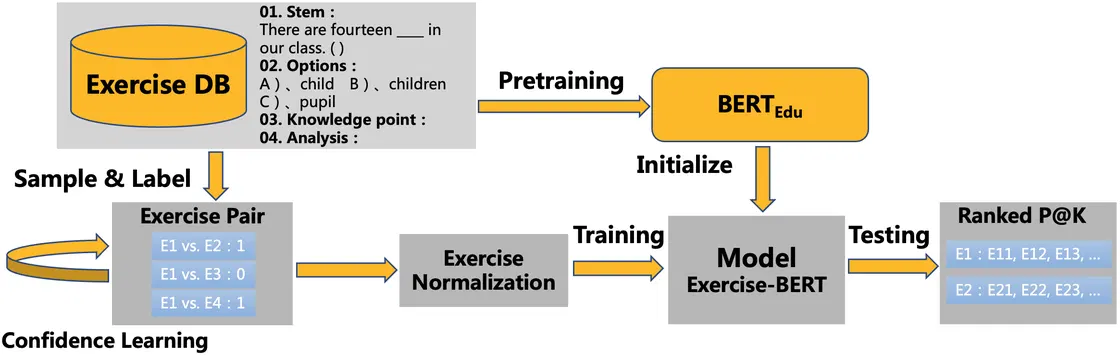 Exercise DB
01. Stem：
There are fourteen ___ in
our class. ( )
02. Options：
A）、child B）、children
C）、pupil
03. Knowledge point：
04. Analysis：
Pretraining
BERT_Edu
Sample & Label
Initialize
Exercise Pair
E1 vs. E2：1
E1 vs. E3：0
E1 vs. E4：1
Confidence Learning
Exercise
Normalization
Training
Model
Exercise-BERT
Testing
Ranked P@K
E1：E11, E12, E13, ...
E2：E21, E22, E23, ...